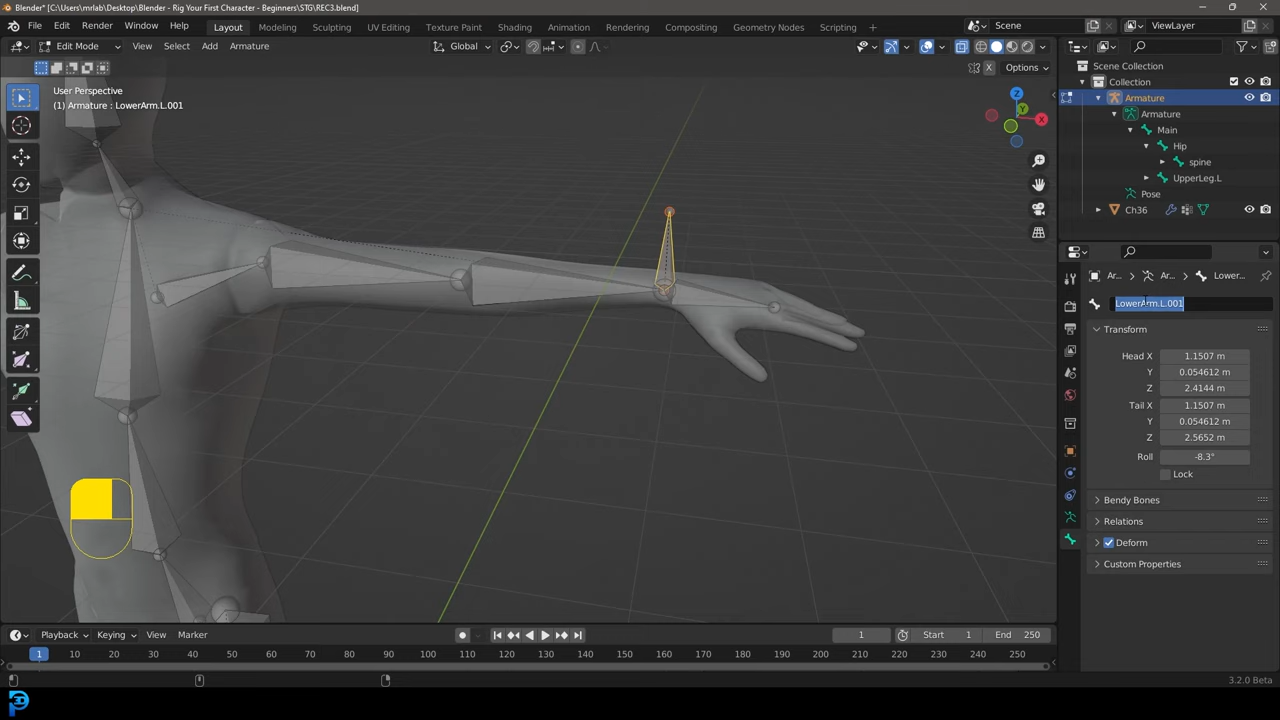 Blender* [C:\Users\mrlab\Desktop\Blender - Rig Your First Character - Beginners\STG\REC3.blend]
File Edit Render Window Help Layout Modeling Sculpting UV Editing Texture Paint Shading Animation Rendering Compositing Geometry Nodes Scripting Scene ViewLayer
Edit Mode View Select Add Armature Global
X Options
User Perspective
(1) Armature : LowerArm.L.001
Z
Y
X
Scene Collection
Collection
Armature
Armature
Main
Hip
spine
UpperLeg.L
Pose
Ch36
Ar... Ar... Lower...
LowerArm.L.001
Transform
Head X 1.1507 m
Y 0.054612 m
Z 2.4144 m
Tail X 1.1507 m
Y 0.054612 m
Z 2.5652 m
Roll -8.3°
Lock
Bendy Bones
Relations
Deform
Custom Properties
Playback Keying View Marker 1 Start 1 End 250
1 10 20 30 40 50 60 70 80 90 100 110 120 130 140 150 160 170 180 190 200 210 220 230 240 250
3.2.0 Beta